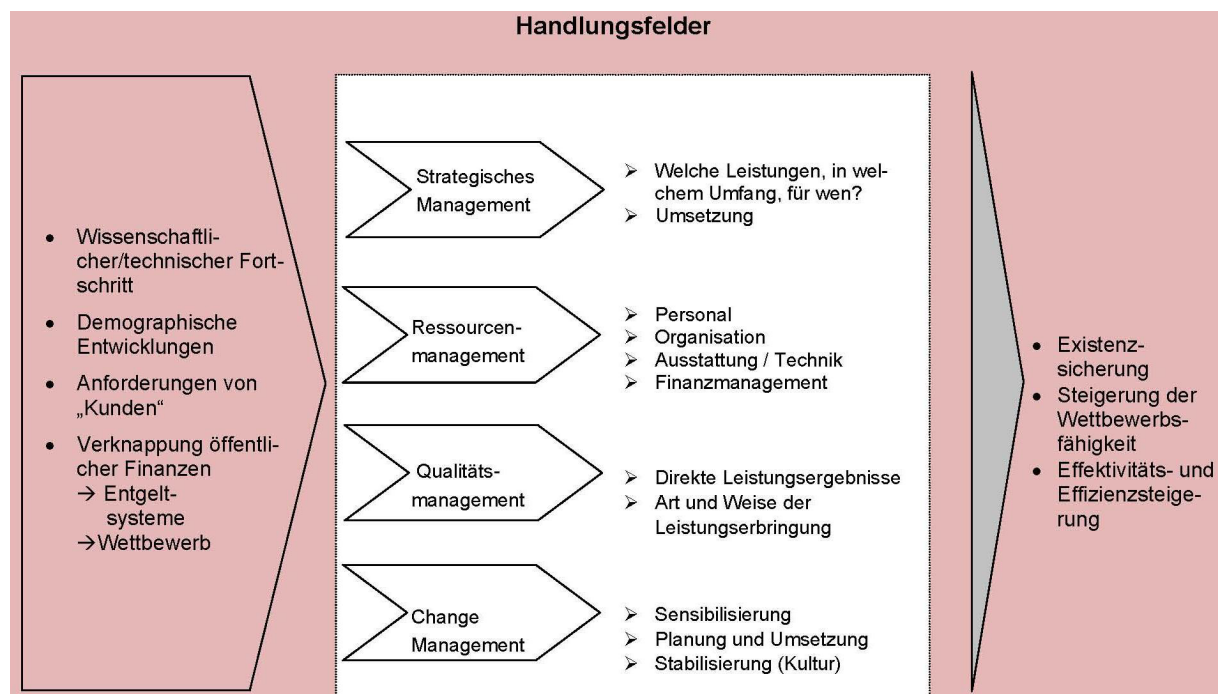 Handlungsfelder
• Wissenschaftli-
cher/technischer Fort-
schritt
• Demographische
Entwicklungen
• Anforderungen von
„Kunden“
• Verknappung öffentli-
cher Finanzen
→ Entgelt-
systeme
→Wettbewerb
Strategisches
Management
➢ Welche Leistungen, in wel-
chem Umfang, für wen?
➢ Umsetzung
Ressourcen-
management
➢ Personal
➢ Organisation
➢ Ausstattung / Technik
➢ Finanzmanagement
Qualitäts-
management
➢ Direkte Leistungsergebnisse
➢ Art und Weise der
Leistungserbringung
Change
Management
➢ Sensibilisierung
➢ Planung und Umsetzung
➢ Stabilisierung (Kultur)
• Existenz-
sicherung
• Steigerung der
Wettbewerbs-
fähigkeit
• Effektivitäts- und
Effizienzsteige-
rung